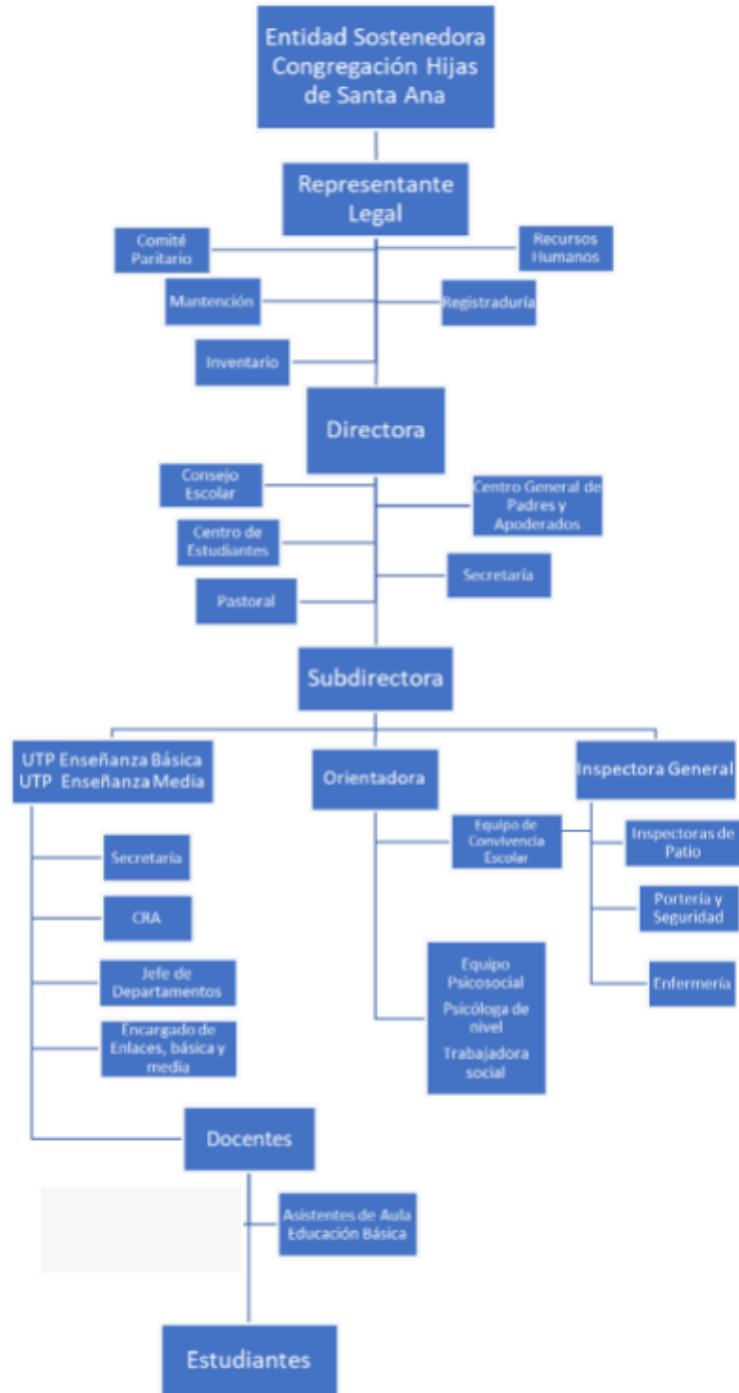 Entidad Sostenedora
Congregación Hijas
de Santa Ana
Representante
Legal
Comité
Paritario
Recursos
Humanos
Mantención
Registraduría
Inventario
Directora
Consejo
Escolar
Centro General de
Padres y
Apoderados
Centro de
Estudiantes
Secretaría
Pastoral
Subdirectora
UTP Enseñanza Básica
UTP Enseñanza Media
Orientadora
Inspectora General
Secretaría
CRA
Jefe de
Departamentos
Encargado de
Enlaces, básica y
media
Equipo de
Convivencia
Escolar
Equipo
Psicosocial
Psicóloga de
nivel
Trabajadora
social
Inspectoras de
Patio
Portería y
Seguridad
Enfermería
Docentes
Asistentes de Aula
Educación Básica
Estudiantes